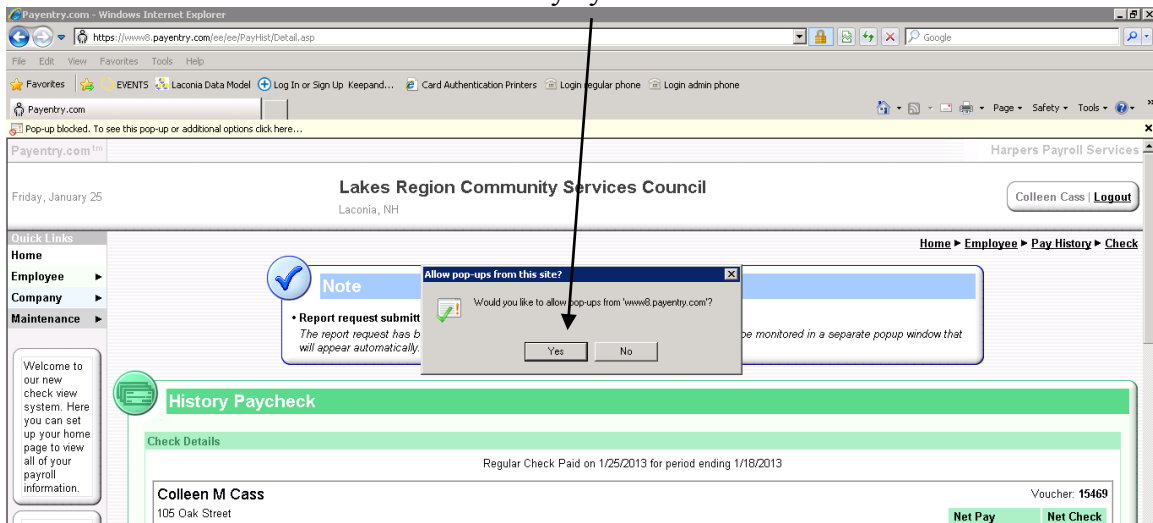 Payentry.com - Windows Internet Explorer
https://www8.payentry.com/ee/ee/PayHist/Detail.asp
Google
File Edit View Favorites Tools Help
Favorites EVENTS Laconia Data Model Log In or Sign Up Keepand... Card Authentication Printers Login regular phone Login admin phone
Payentry.com
Page Safety Tools
Pop-up blocked. To see this pop-up or additional options click here...
Payentry.com tm
Harpers Payroll Services
Friday, January 25
Lakes Region Community Services Council
Laconia, NH
Colleen Cass | Logout
Quick Links
Home ► Employee ► Pay History ► Check
Home
Employee
Company
Maintenance
Allow pop-ups from this site?
Would you like to allow pop-ups from 'www8.payentry.com'?
Yes No
Note
• Report request submitt
The report request has b
be monitored in a separate popup window that
will appear automatically.
Welcome to
our new
check view
system. Here
you can set
up your home
page to view
all of your
payroll
information.
History Paycheck
Check Details
Regular Check Paid on 1/25/2013 for period ending 1/18/2013
Colleen M Cass
Voucher: 15469
105 Oak Street
Net Pay Net Check